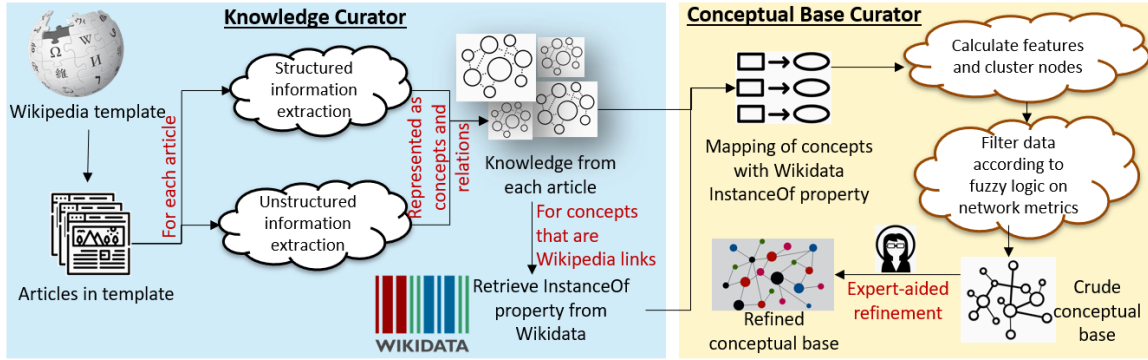 Knowledge Curator
Wikipedia template
Articles in template
For each article
Structured
information
extraction
Unstructured
information
extraction
Represented as
concepts and
relations
Knowledge from
each article
For concepts
that are
Wikipedia links
Retrieve InstanceOf
property from
Wikidata
WIKIDATA
Conceptual Base Curator
Mapping of concepts
with Wikidata
InstanceOf property
Calculate features
and cluster nodes
Filter data
according to
fuzzy logic on
network metrics
Crude
conceptual
base
Expert-aided
refinement
Refined
conceptual base